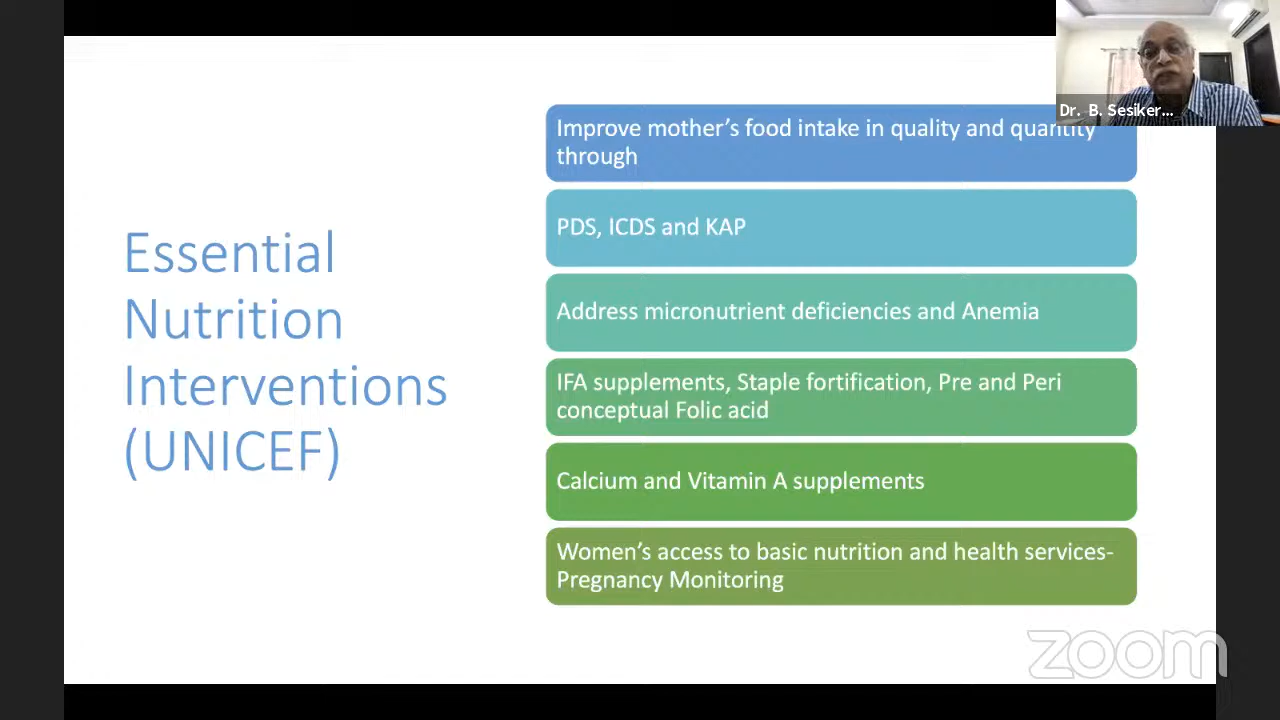 Essential
Nutrition
Interventions
(UNICEF)
Improve mother's food intake in quality and quantity
through
PDS, ICDS and KAP
Address micronutrient deficiencies and Anemia
IFA supplements, Staple fortification, Pre and Peri
conceptual Folic acid
Calcium and Vitamin A supplements
Women's access to basic nutrition and health services-
Pregnancy Monitoring
Dr. B. Sesiker...
zoom